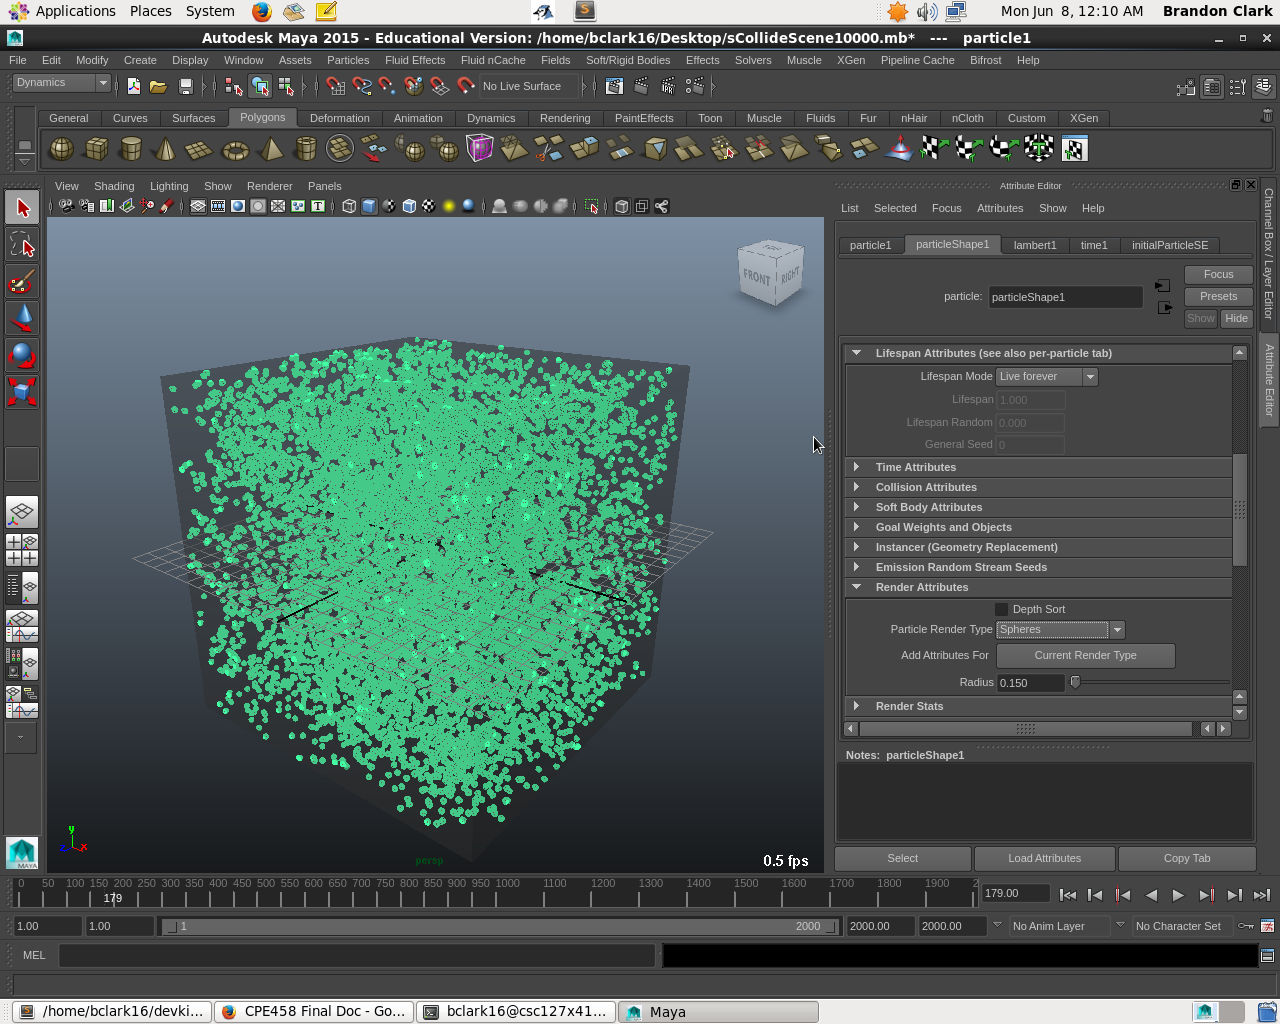 Applications Places System Mon Jun 8, 12:10 AM Brandon Clark
Autodesk Maya 2015 - Educational Version: /home/bclark16/Desktop/sCollideScene10000.mb* --- particle1
File Edit Modify Create Display Window Assets Particles Fluid Effects Fluid nCache Fields Soft/Rigid Bodies Effects Solvers Muscle XGen Pipeline Cache Bifrost Help
Dynamics No Live Surface
General Curves Surfaces Polygons Deformation Animation Dynamics Rendering PaintEffects Toon Muscle Fluids Fur nHair nCloth Custom XGen
View Shading Lighting Show Renderer Panels
Attribute Editor
List Selected Focus Attributes Show Help
particle1 particleShape1 lambert1 time1 initialParticleSE
Channel Box / Layer Editor
Attribute Editor
FRONT RIGHT
particle: particleShape1
Focus
Presets
Show Hide
Lifespan Attributes (see also per-particle tab)
Lifespan Mode Live forever
Lifespan 1.000
Lifespan Random 0.000
General Seed 0
Time Attributes
Collision Attributes
Soft Body Attributes
Goal Weights and Objects
Instancer (Geometry Replacement)
Emission Random Stream Seeds
Render Attributes
Depth Sort
Particle Render Type Spheres
Add Attributes For Current Render Type
Radius 0.150
Render Stats
Notes: particleShape1
Select Load Attributes Copy Tab
y
z x
persp
0.5 fps
MAYA
0 50 100 150 200 250 300 350 400 450 500 550 600 650 700 750 800 850 900 950 1000 1100 1200 1300 1400 1500 1600 1700 1800 1900 2
179
179.00
1.00 1.00 1 2000 2000.00 2000.00 No Anim Layer No Character Set
MEL
/home/bclark16/devki... CPE458 Final Doc - Go... bclark16@csc127x41... Maya